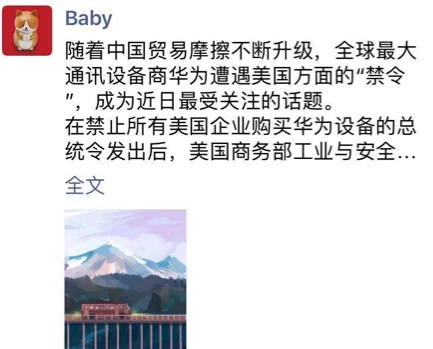 Baby
随着中国贸易摩擦不断升级，全球最大
通讯设备商华为遭遇美国方面的“禁令
”，成为近日最受关注的话题。
在禁止所有美国企业购买华为设备的总
统令发出后，美国商务部工业与安全...
全文